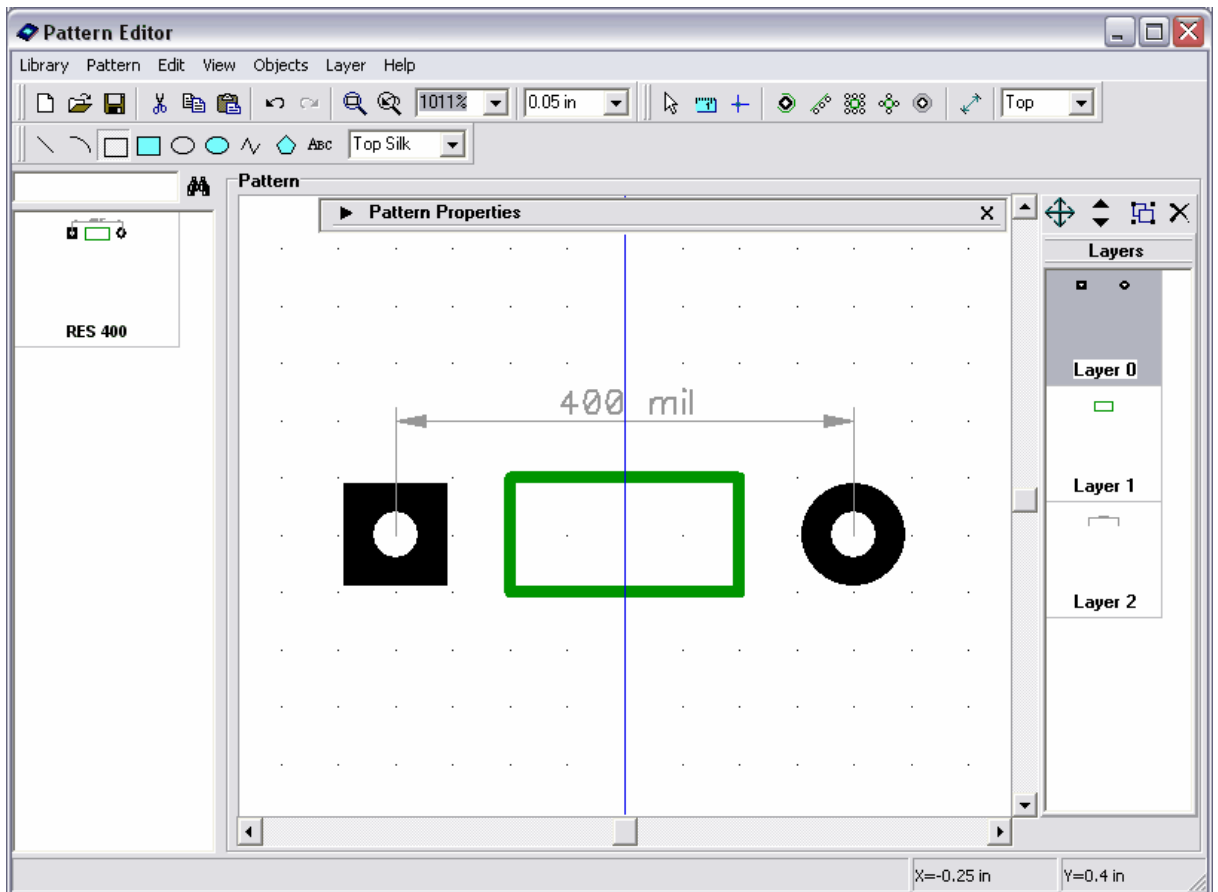 Pattern Editor
Library Pattern Edit View Objects Layer Help
1011% 0.05 in Top
ABC Top Silk
Pattern
Pattern Properties X
Layers
RES 400
Layer 0
400 mil
Layer 1
Layer 2
X=-0.25 in Y=0.4 in